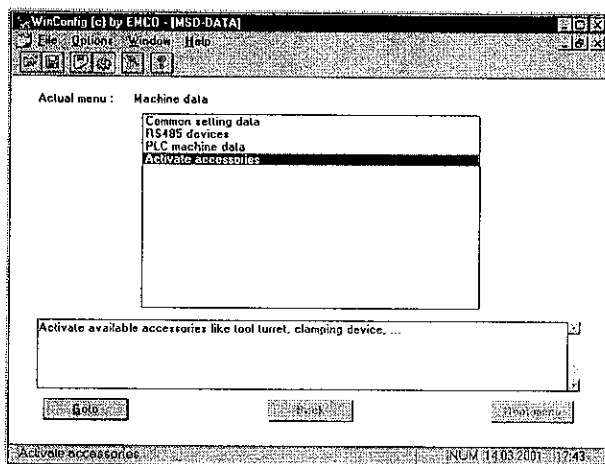 WinConfig (c) by EMCO - [MSD-DATA]
File Options Window Help
Actual menu : Machine data
Common setting data
RS485 devices
PLC machine data
Activate accessories
Activate available accessories like tool turret, clamping device, ...
Goto Back Main menu
Activate accessories NUM 14.03.2001 17:43